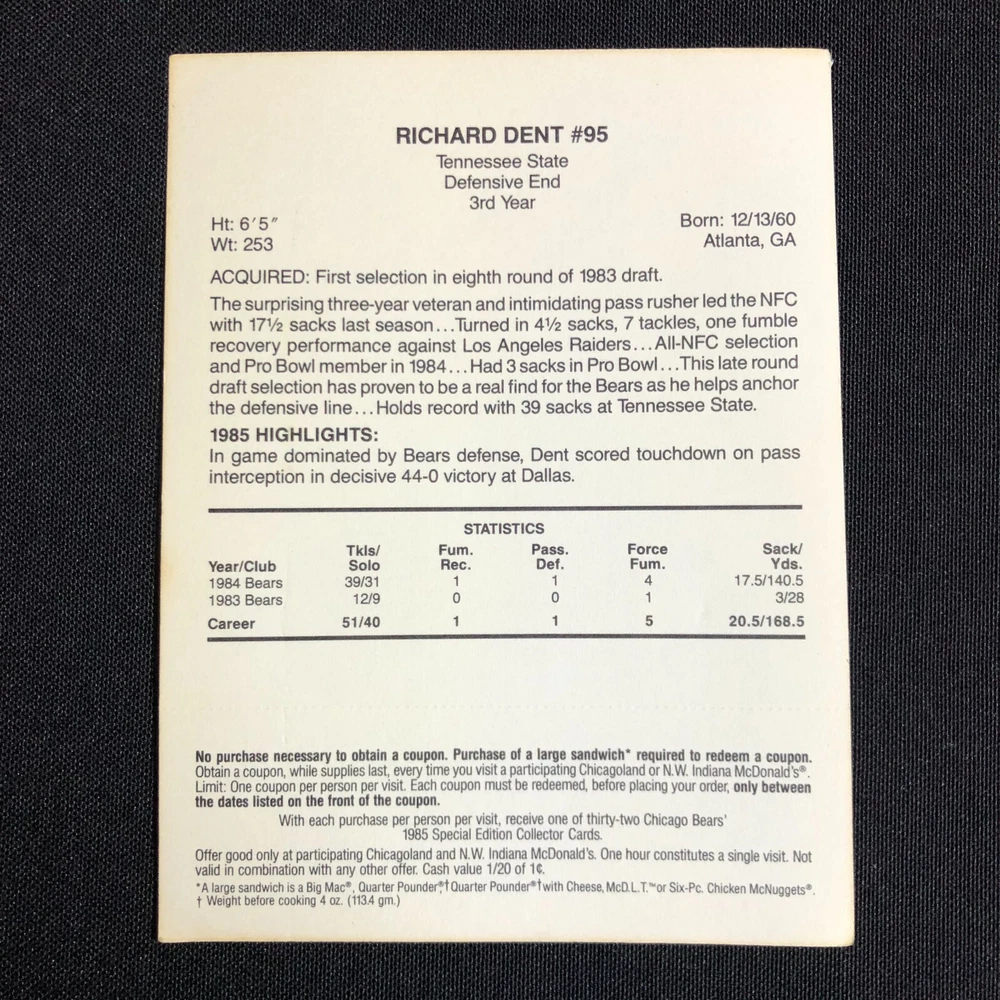 RICHARD DENT #95
Tennessee State
Defensive End
3rd Year
Ht: 6′5″ Born: 12/13/60
Wt: 253 Atlanta, GA
ACQUIRED: First selection in eighth round of 1983 draft.
The surprising three-year veteran and intimidating pass rusher led the NFC
with 17½ sacks last season...Turned in 4½ sacks, 7 tackles, one fumble
recovery performance against Los Angeles Raiders...All-NFC selection
and Pro Bowl member in 1984...Had 3 sacks in Pro Bowl...This late round
draft selection has proven to be a real find for the Bears as he helps anchor
the defensive line...Holds record with 39 sacks at Tennessee State.
1985 HIGHLIGHTS:
In game dominated by Bears defense, Dent scored touchdown on pass
interception in decisive 44-0 victory at Dallas.
STATISTICS
Tkls/ Fum. Pass. Force Sack/
Year/Club Solo Rec. Def. Fum. Yds.
1984 Bears 39/31 1 1 4 17.5/140.5
1983 Bears 12/9 0 0 1 3/28
Career 51/40 1 1 5 20.5/168.5
No purchase necessary to obtain a coupon. Purchase of a large sandwich* required to redeem a coupon.
Obtain a coupon, while supplies last, every time you visit a participating Chicagoland or N.W. Indiana McDonald's®.
Limit: One coupon per person per visit. Each coupon must be redeemed, before placing your order, only between
the dates listed on the front of the coupon.
With each purchase per person per visit, receive one of thirty-two Chicago Bears'
1985 Special Edition Collector Cards.
Offer good only at participating Chicagoland and N.W. Indiana McDonald's. One hour constitutes a single visit. Not
valid in combination with any other offer. Cash value 1/20 of 1¢.
*A large sandwich is a Big Mac®, Quarter Pounder®,† Quarter Pounder®† with Cheese, McD.L.T.™ or Six-Pc. Chicken McNuggets®.
† Weight before cooking 4 oz. (113.4 gm.)